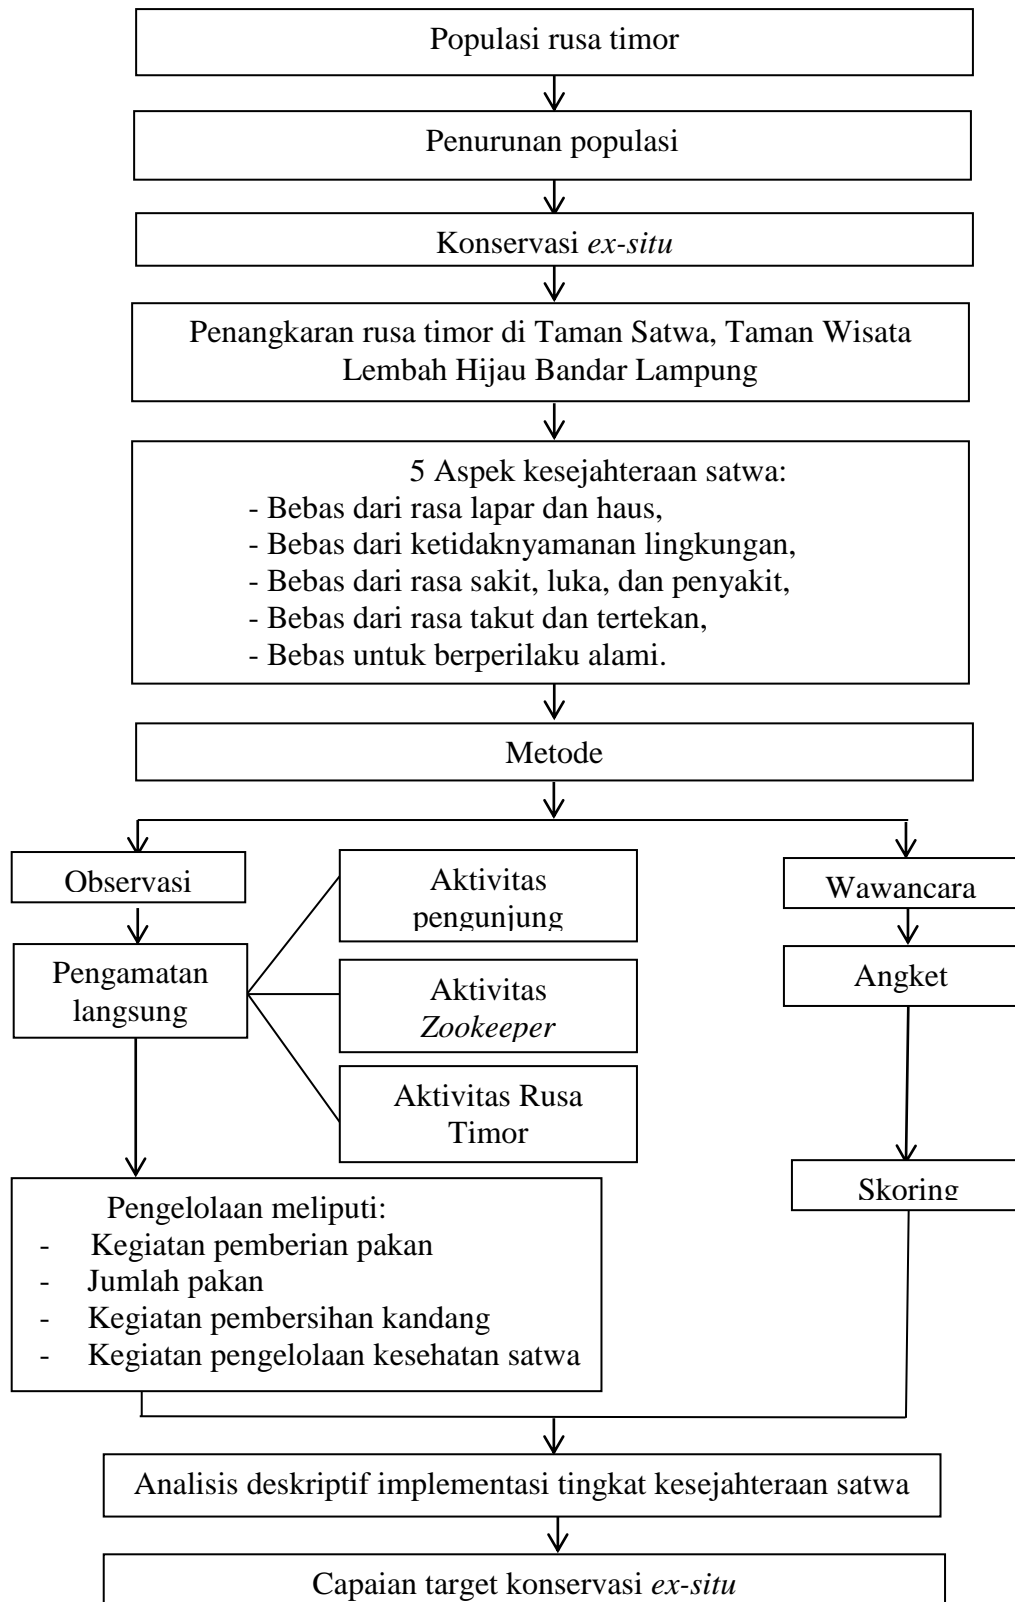 Populasi rusa timor
Penurunan populasi
Konservasi ex-situ
Penangkaran rusa timor di Taman Satwa, Taman Wisata
Lembah Hijau Bandar Lampung
5 Aspek kesejahteraan satwa:
- Bebas dari rasa lapar dan haus,
- Bebas dari ketidaknyamanan lingkungan,
- Bebas dari rasa sakit, luka, dan penyakit,
- Bebas dari rasa takut dan tertekan,
- Bebas untuk berperilaku alami.
Metode
Observasi
Pengamatan
langsung
Aktivitas
pengunjung
Aktivitas
Zookeeper
Aktivitas Rusa
Timor
Wawancara
Angket
Skoring
Pengelolaan meliputi:
- Kegiatan pemberian pakan
- Jumlah pakan
- Kegiatan pembersihan kandang
- Kegiatan pengelolaan kesehatan satwa
Analisis deskriptif implementasi tingkat kesejahteraan satwa
Capaian target konservasi ex-situ